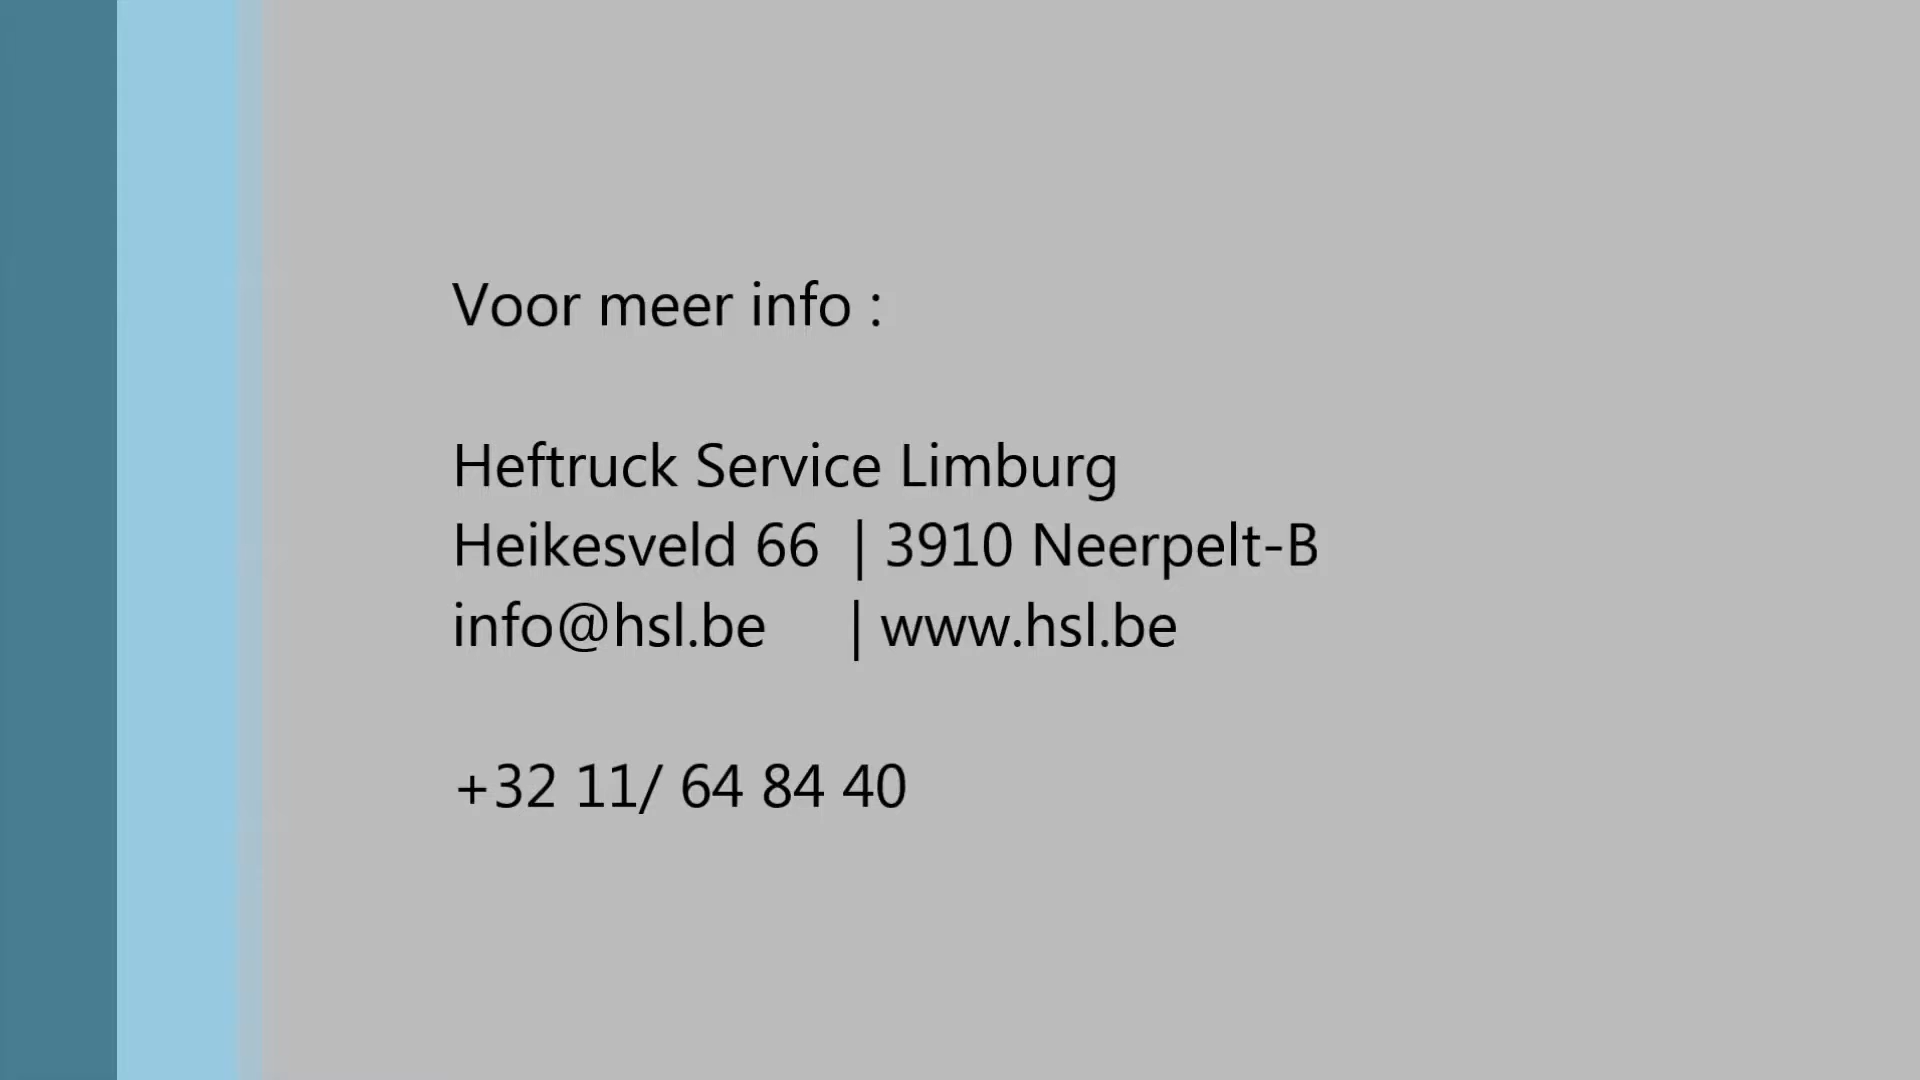 Voor meer info :
Heftruck Service Limburg
Heikesveld 66 | 3910 Neerpelt-B
info@hsl.be | www.hsl.be
+32 11/ 64 84 40